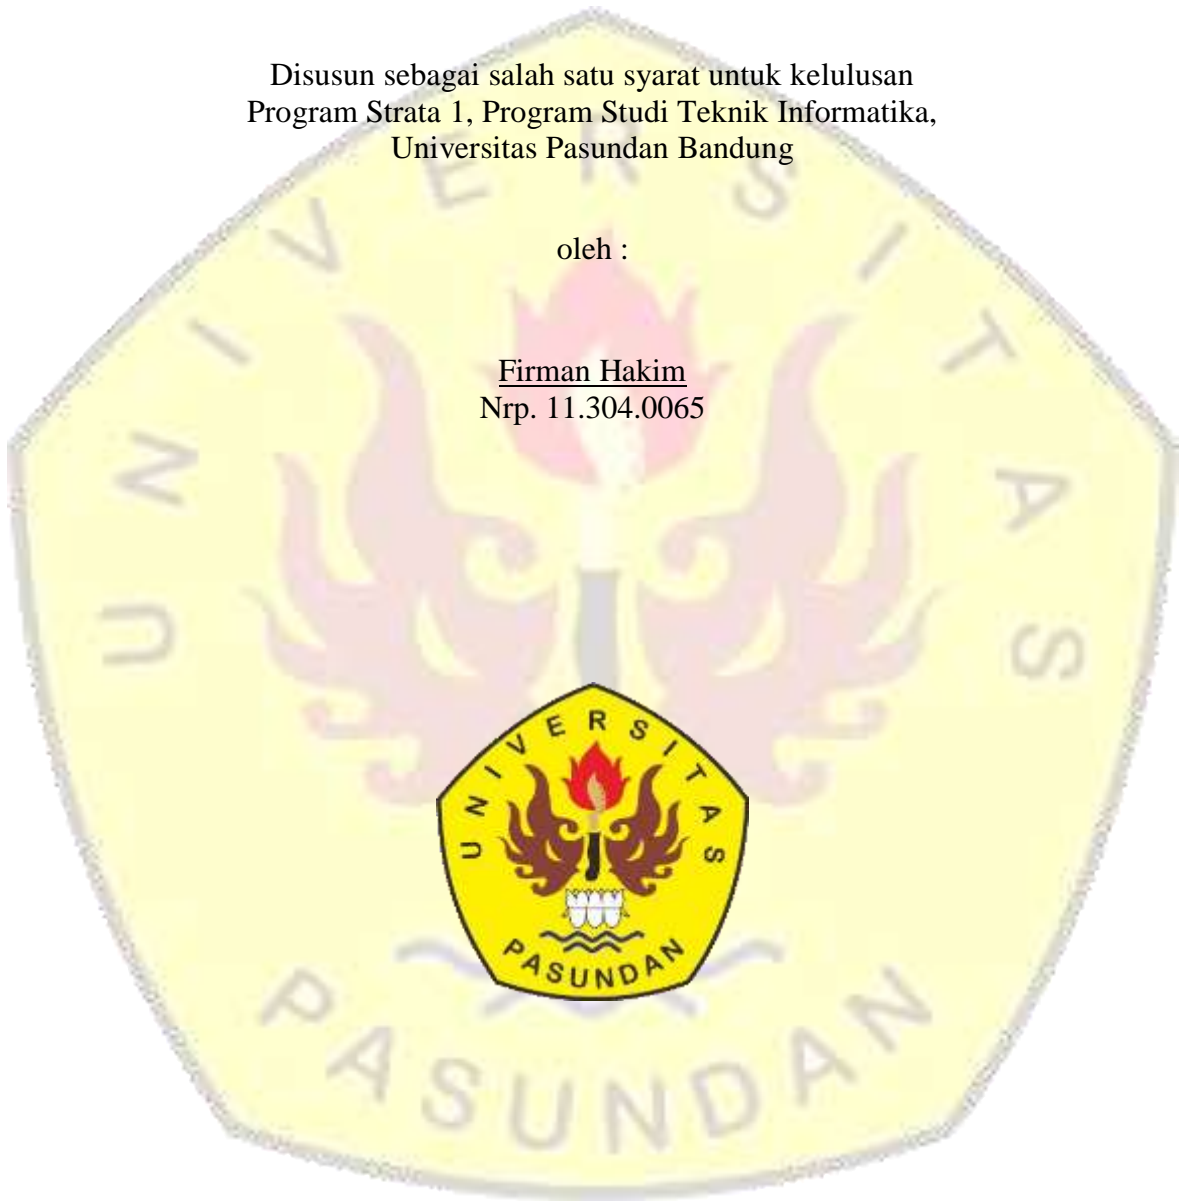 Disusun sebagai salah satu syarat untuk kelulusan
Program Strata 1, Program Studi Teknik Informatika,
Universitas Pasundan Bandung
oleh :
Firman Hakim
Nrp. 11.304.0065
UNIVERSITAS
PASUNDAN
UNIVERSITAS
PASUNDAN